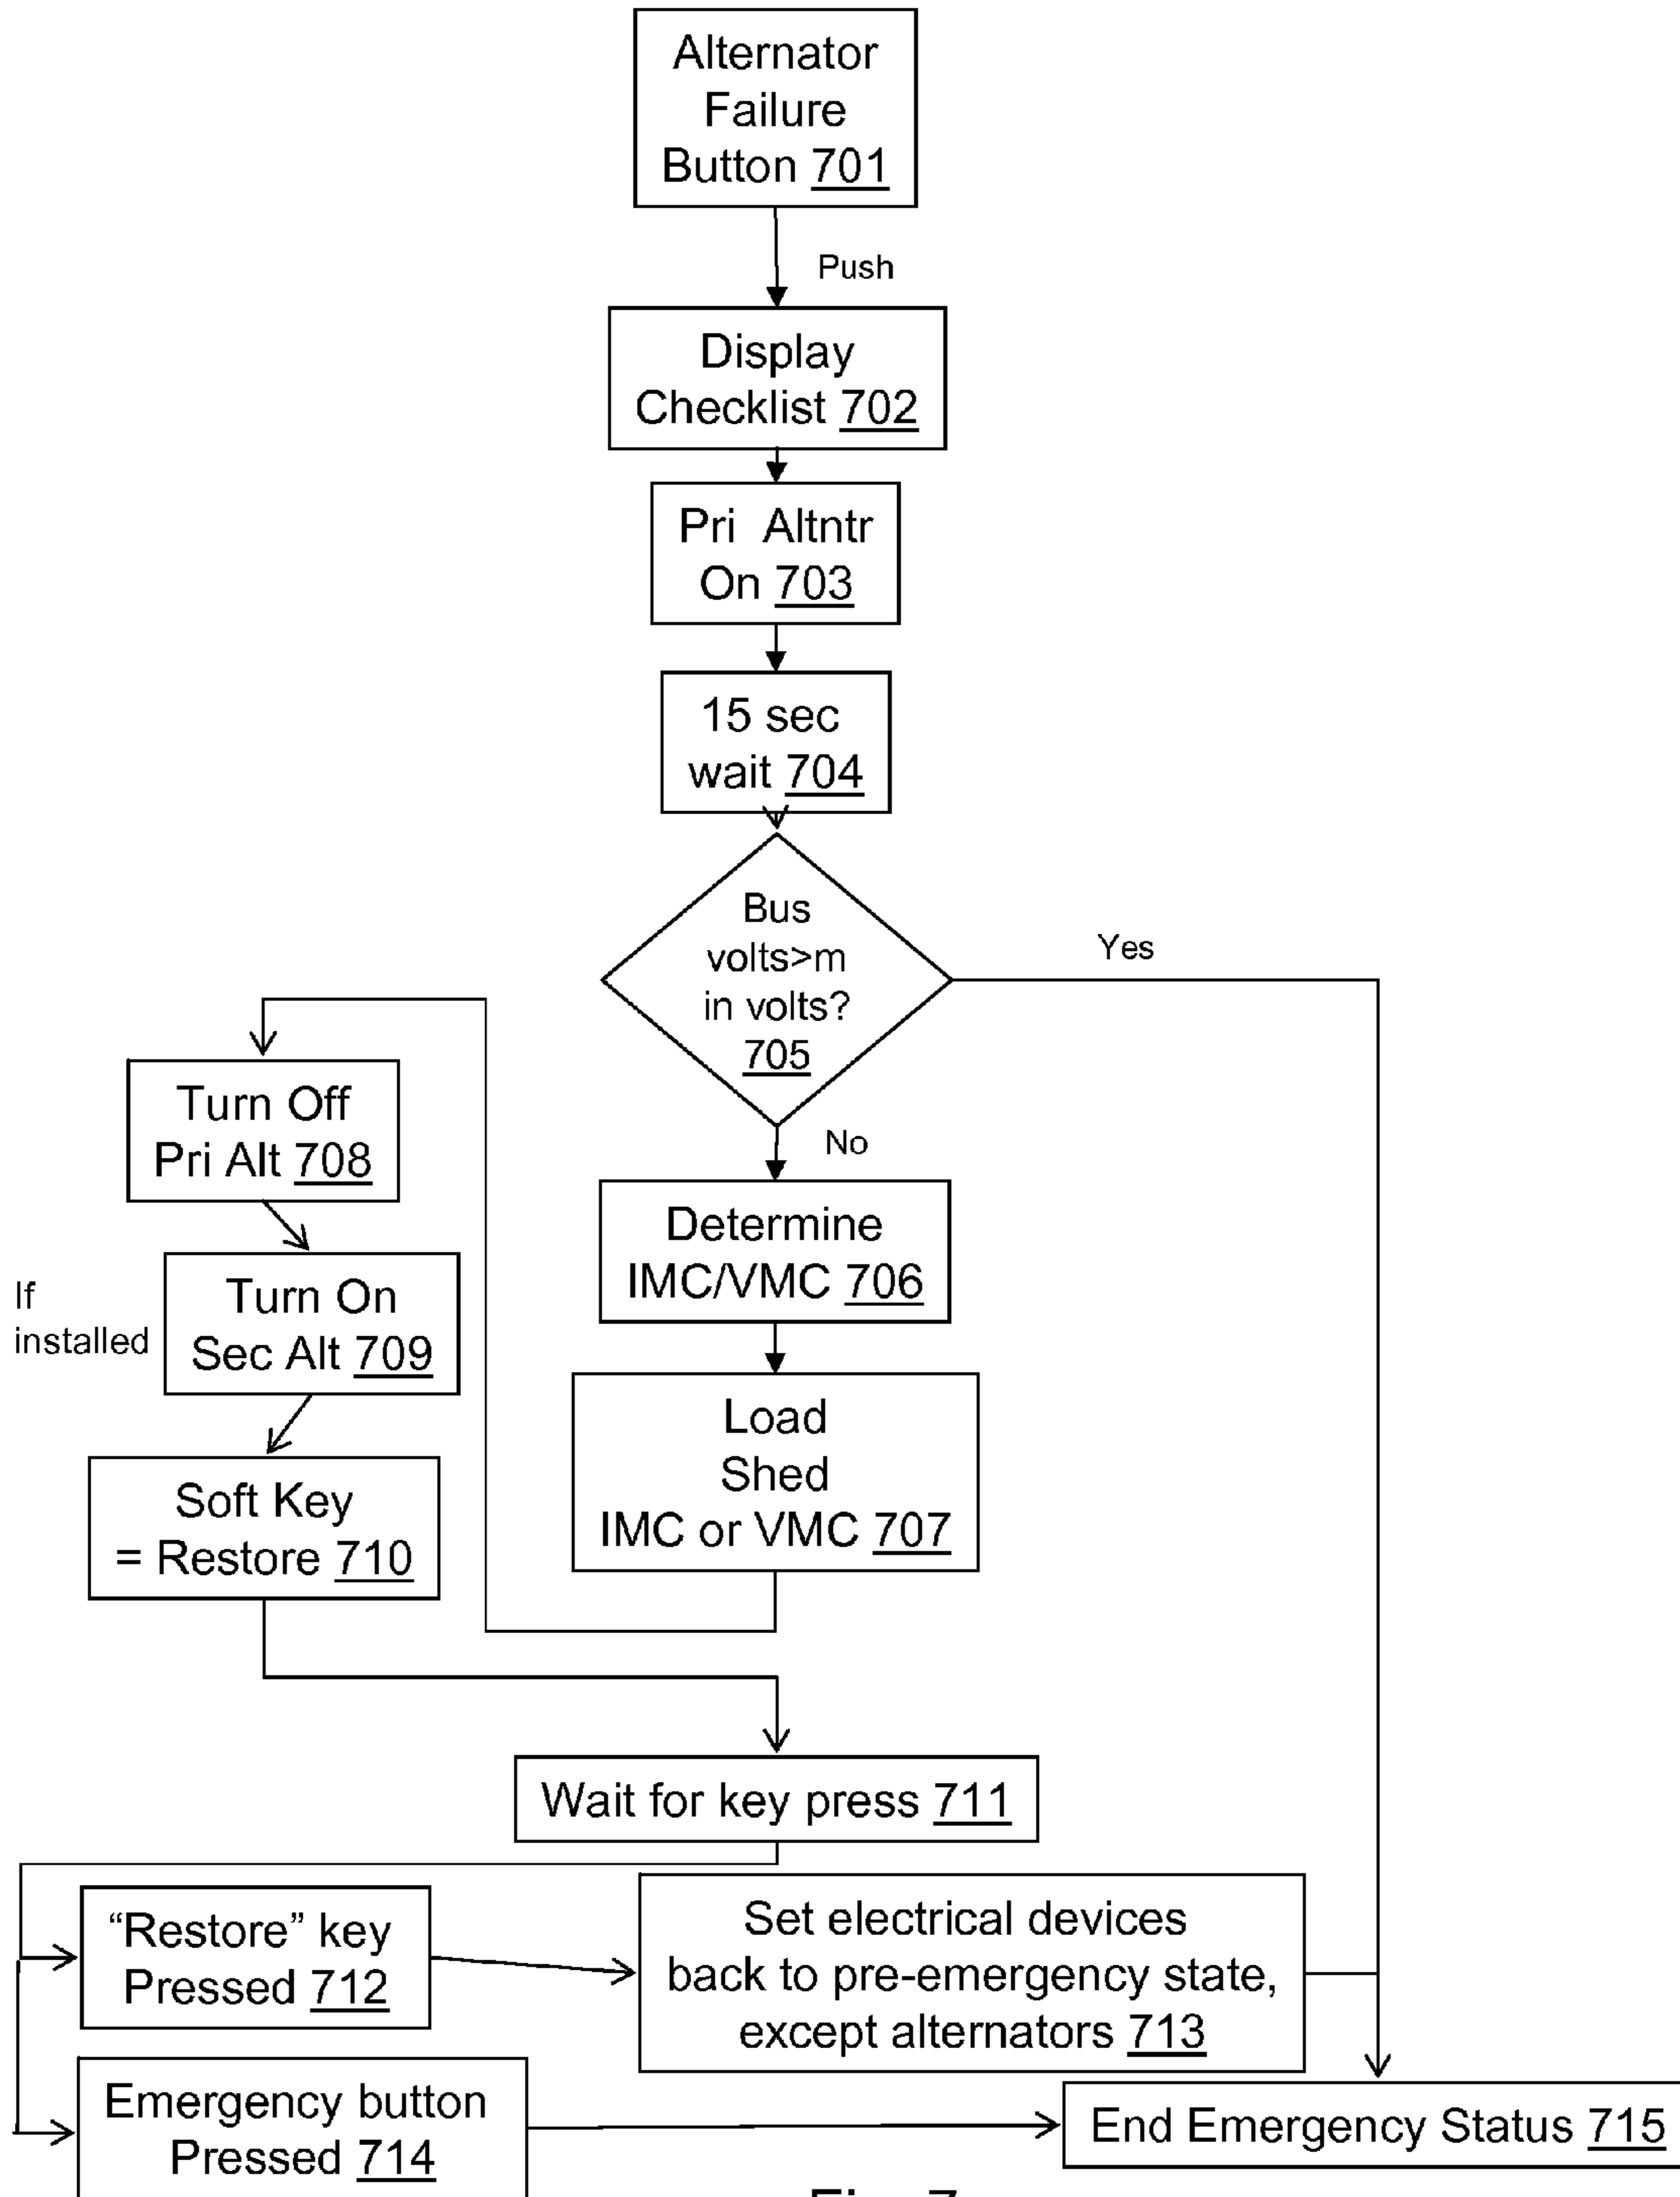 Alternator
Failure
Button 701
Push
Display
Checklist 702
Pri Altntr
On 703
15 sec
wait 704
Bus
volts>m
in volts?
705
Yes
No
Determine
IMC/VMC 706
Load
Shed
IMC or VMC 707
Turn Off
Pri Alt 708
If
installed
Turn On
Sec Alt 709
Soft Key
= Restore 710
Wait for key press 711
“Restore” key
Pressed 712
Set electrical devices
back to pre-emergency state,
except alternators 713
Emergency button
Pressed 714
End Emergency Status 715